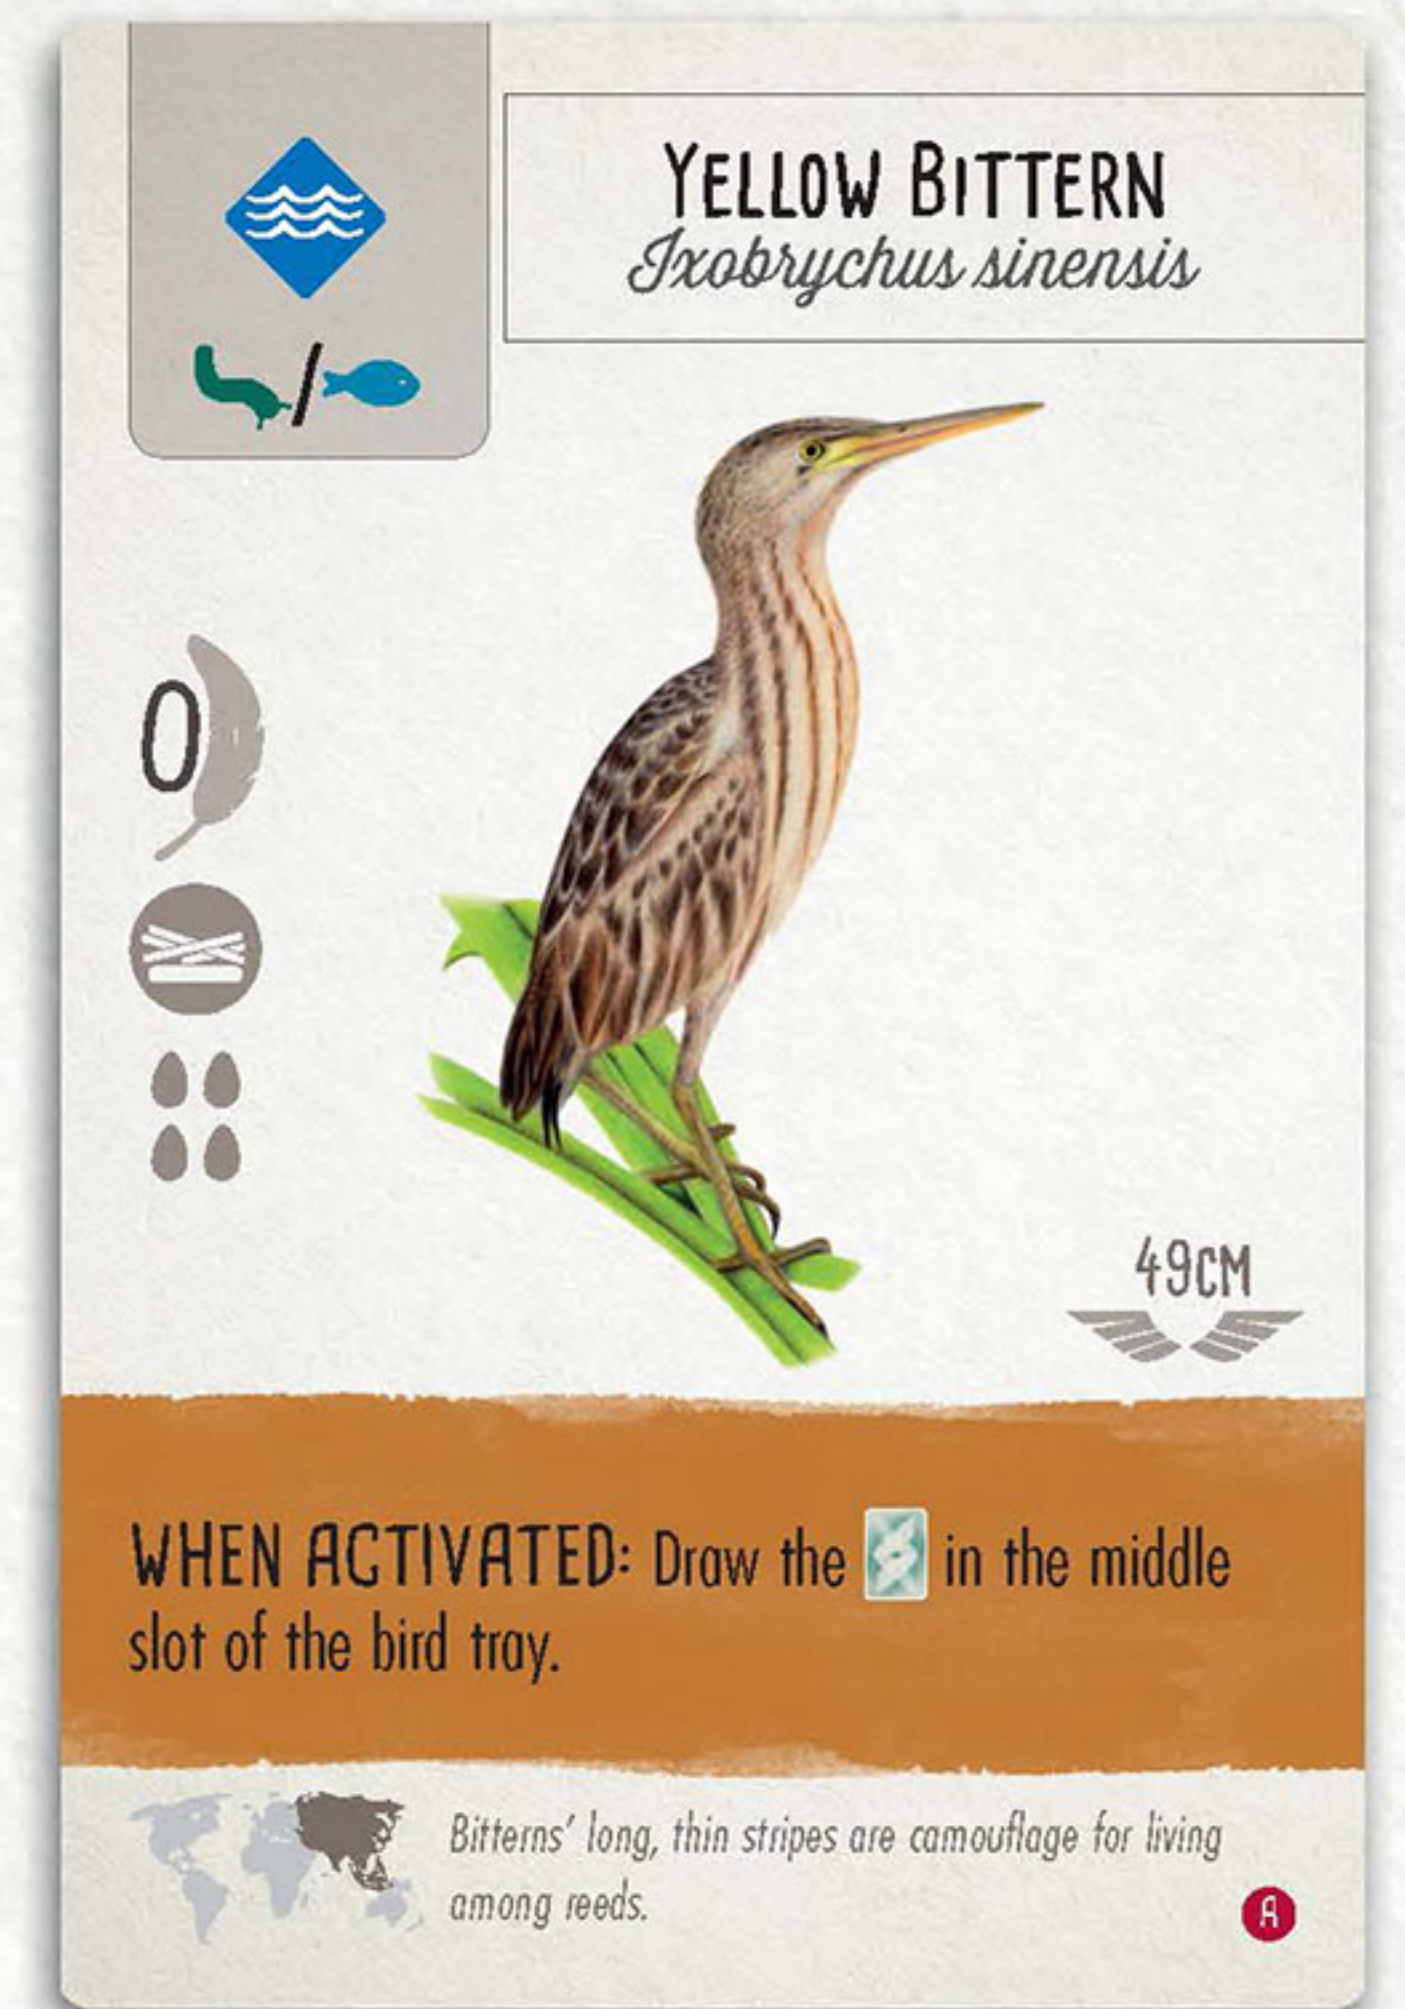 YELLOW BITTERN
Ixobrychus sinensis
0
49CM
WHEN ACTIVATED: Draw the in the middle
slot of the bird tray.
Bitterns' long, thin stripes are camouflage for living
among reeds.
A